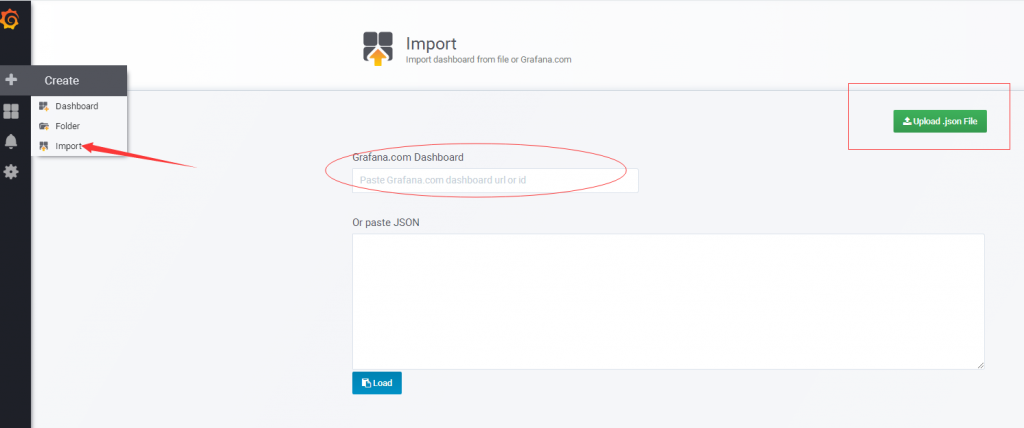 Import
Import dashboard from file or Grafana.com
Create
Dashboard
Folder
Import
Upload .json File
Grafana.com Dashboard
Paste Grafana.com dashboard url or id
Or paste JSON
Load